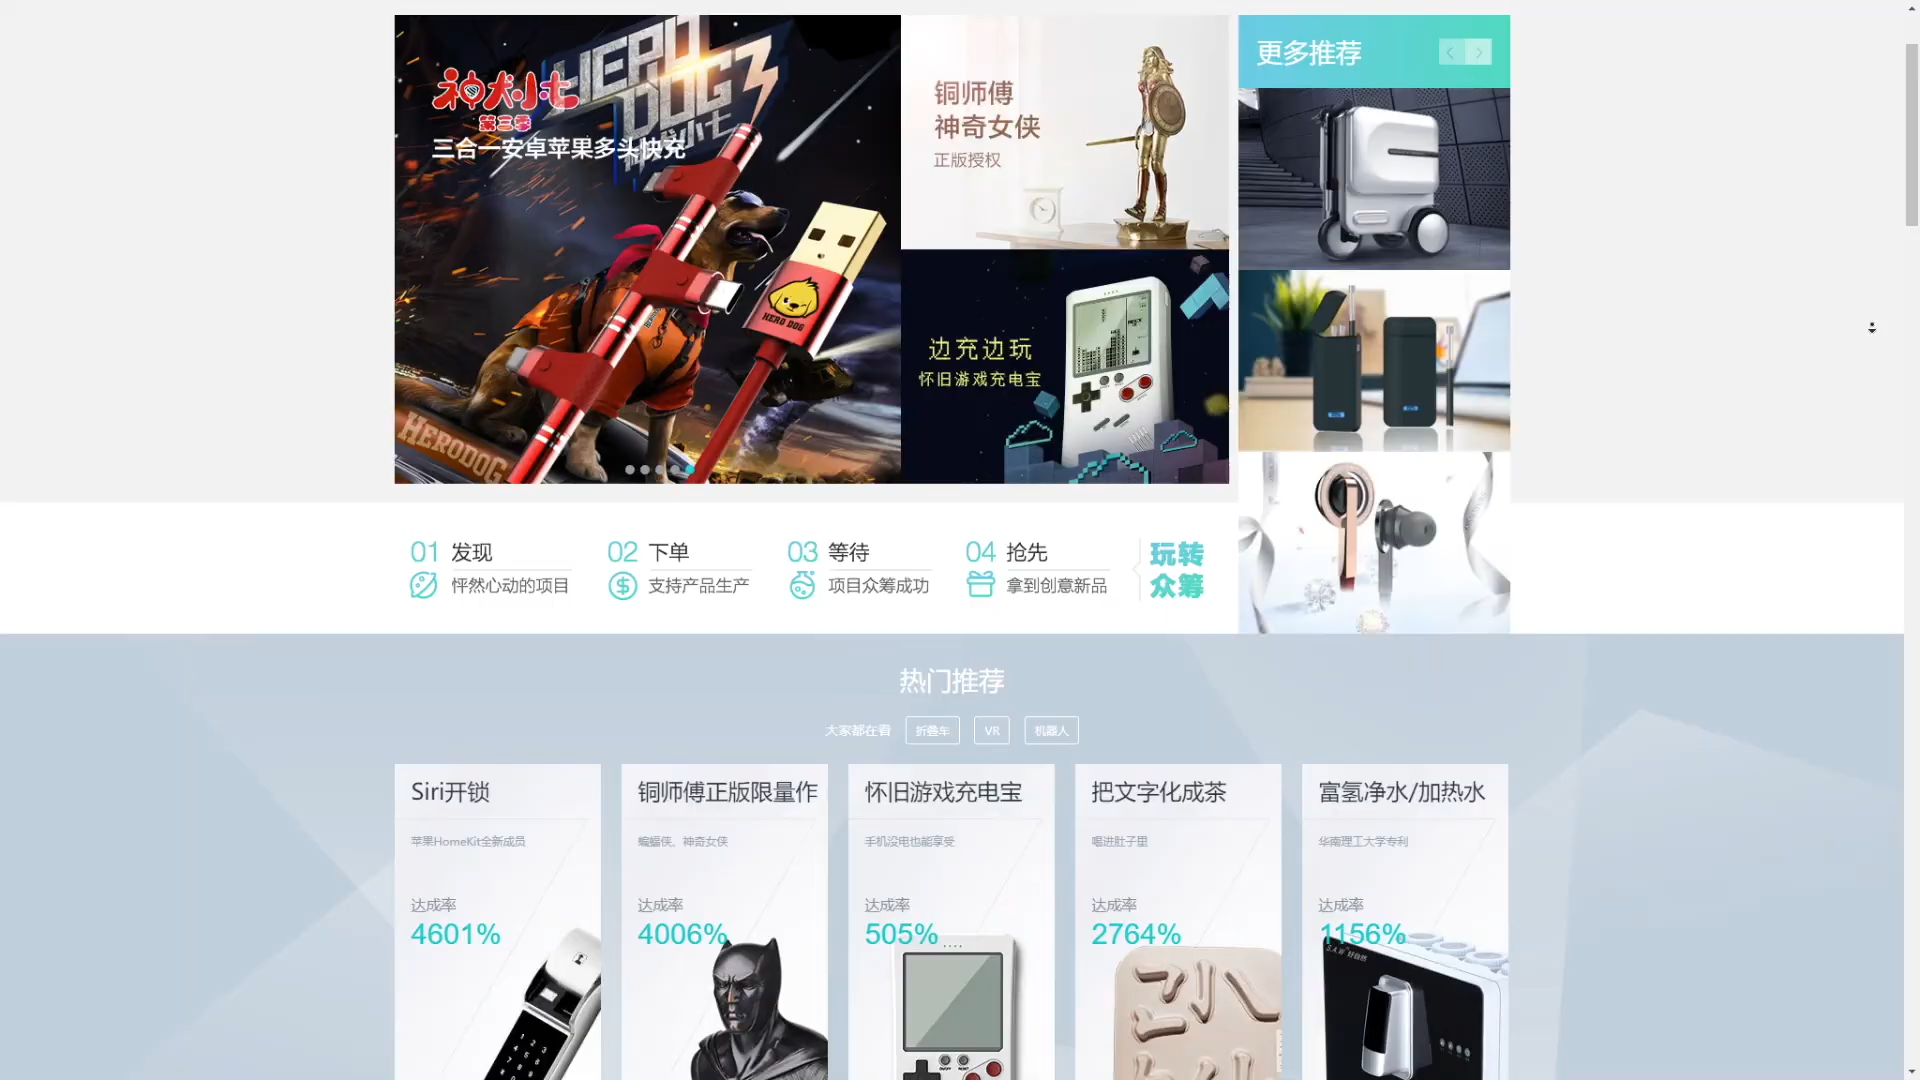 HERO
DOG 3
神犬小七
第三季
三合一安卓苹果多头快充
HERO DOG
HERODOG
铜师傅
神奇女侠
正版授权
边充边玩
怀旧游戏充电宝
更多推荐
01 发现
怦然心动的项目
02 下单
支持产品生产
03 等待
项目众筹成功
04 抢先
拿到创意新品
玩转
众筹
热门推荐
大家都在看 折叠车 VR 机器人
Siri开锁
苹果HomeKit全新成员
达成率
4601%
铜师傅正版限量作
蝙蝠侠、神奇女侠
达成率
4006%
怀旧游戏充电宝
手机没电也能享受
达成率
505%
把文字化成茶
喝进肚子里
达成率
2764%
富氢净水/加热水
华南理工大学专利
达成率
1156%